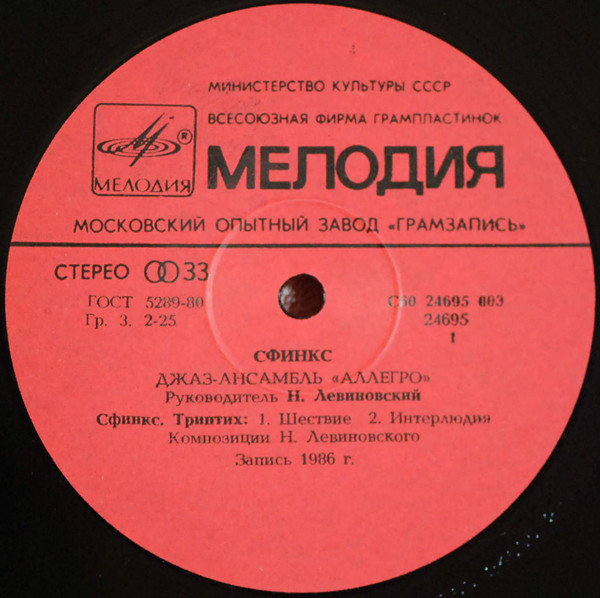 МИНИСТЕРСТВО КУЛЬТУРЫ СССР
ВСЕСОЮЗНАЯ ФИРМА ГРАМПЛАСТИНОК
®
МЕЛОДИЯ
МЕЛОДИЯ
МОСКОВСКИЙ ОПЫТНЫЙ ЗАВОД «ГРАМЗАПИСЬ»
СТЕРЕО 33
ГОСТ 5289-80
Гр. 3. 2-25
С60 24695 003
24695
1
СФИНКС
ДЖАЗ-АНСАМБЛЬ «АЛЛЕГРО»
Руководитель Н. Левиновский
Сфинкс. Триптих: 1. Шествие 2. Интерлюдия
Композиции Н. Левиновского
Запись 1986 г.